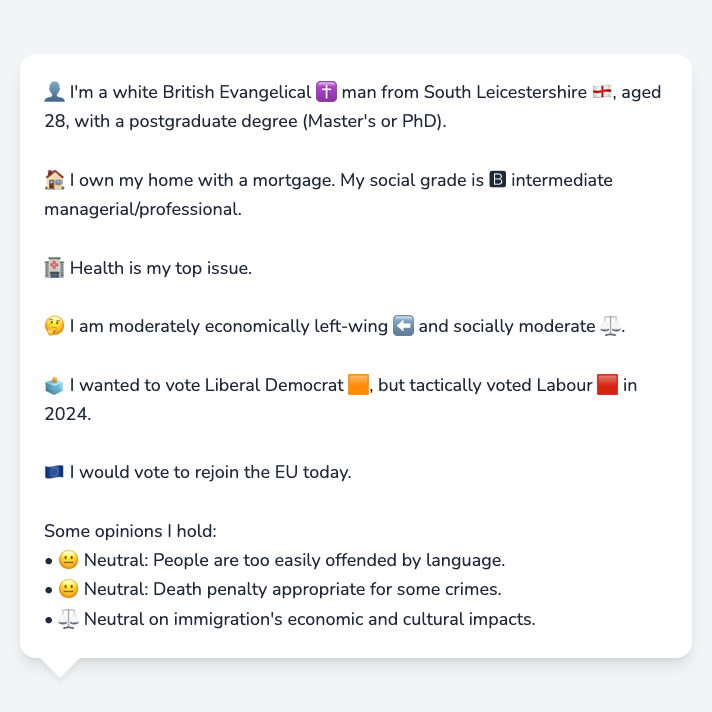 👤 I'm a white British Evangelical ✝️ man from South Leicestershire 🏴󠁧󠁢󠁥󠁮󠁧󠁿, aged
28, with a postgraduate degree (Master's or PhD).
🏠 I own my home with a mortgage. My social grade is 🅱 intermediate
managerial/professional.
🏥 Health is my top issue.
🤔 I am moderately economically left-wing ⬅️ and socially moderate ⚖️.
🗳️ I wanted to vote Liberal Democrat 🟧, but tactically voted Labour 🟥 in
2024.
🇪🇺 I would vote to rejoin the EU today.
Some opinions I hold:
• 😐 Neutral: People are too easily offended by language.
• 😐 Neutral: Death penalty appropriate for some crimes.
• ⚖️ Neutral on immigration's economic and cultural impacts.